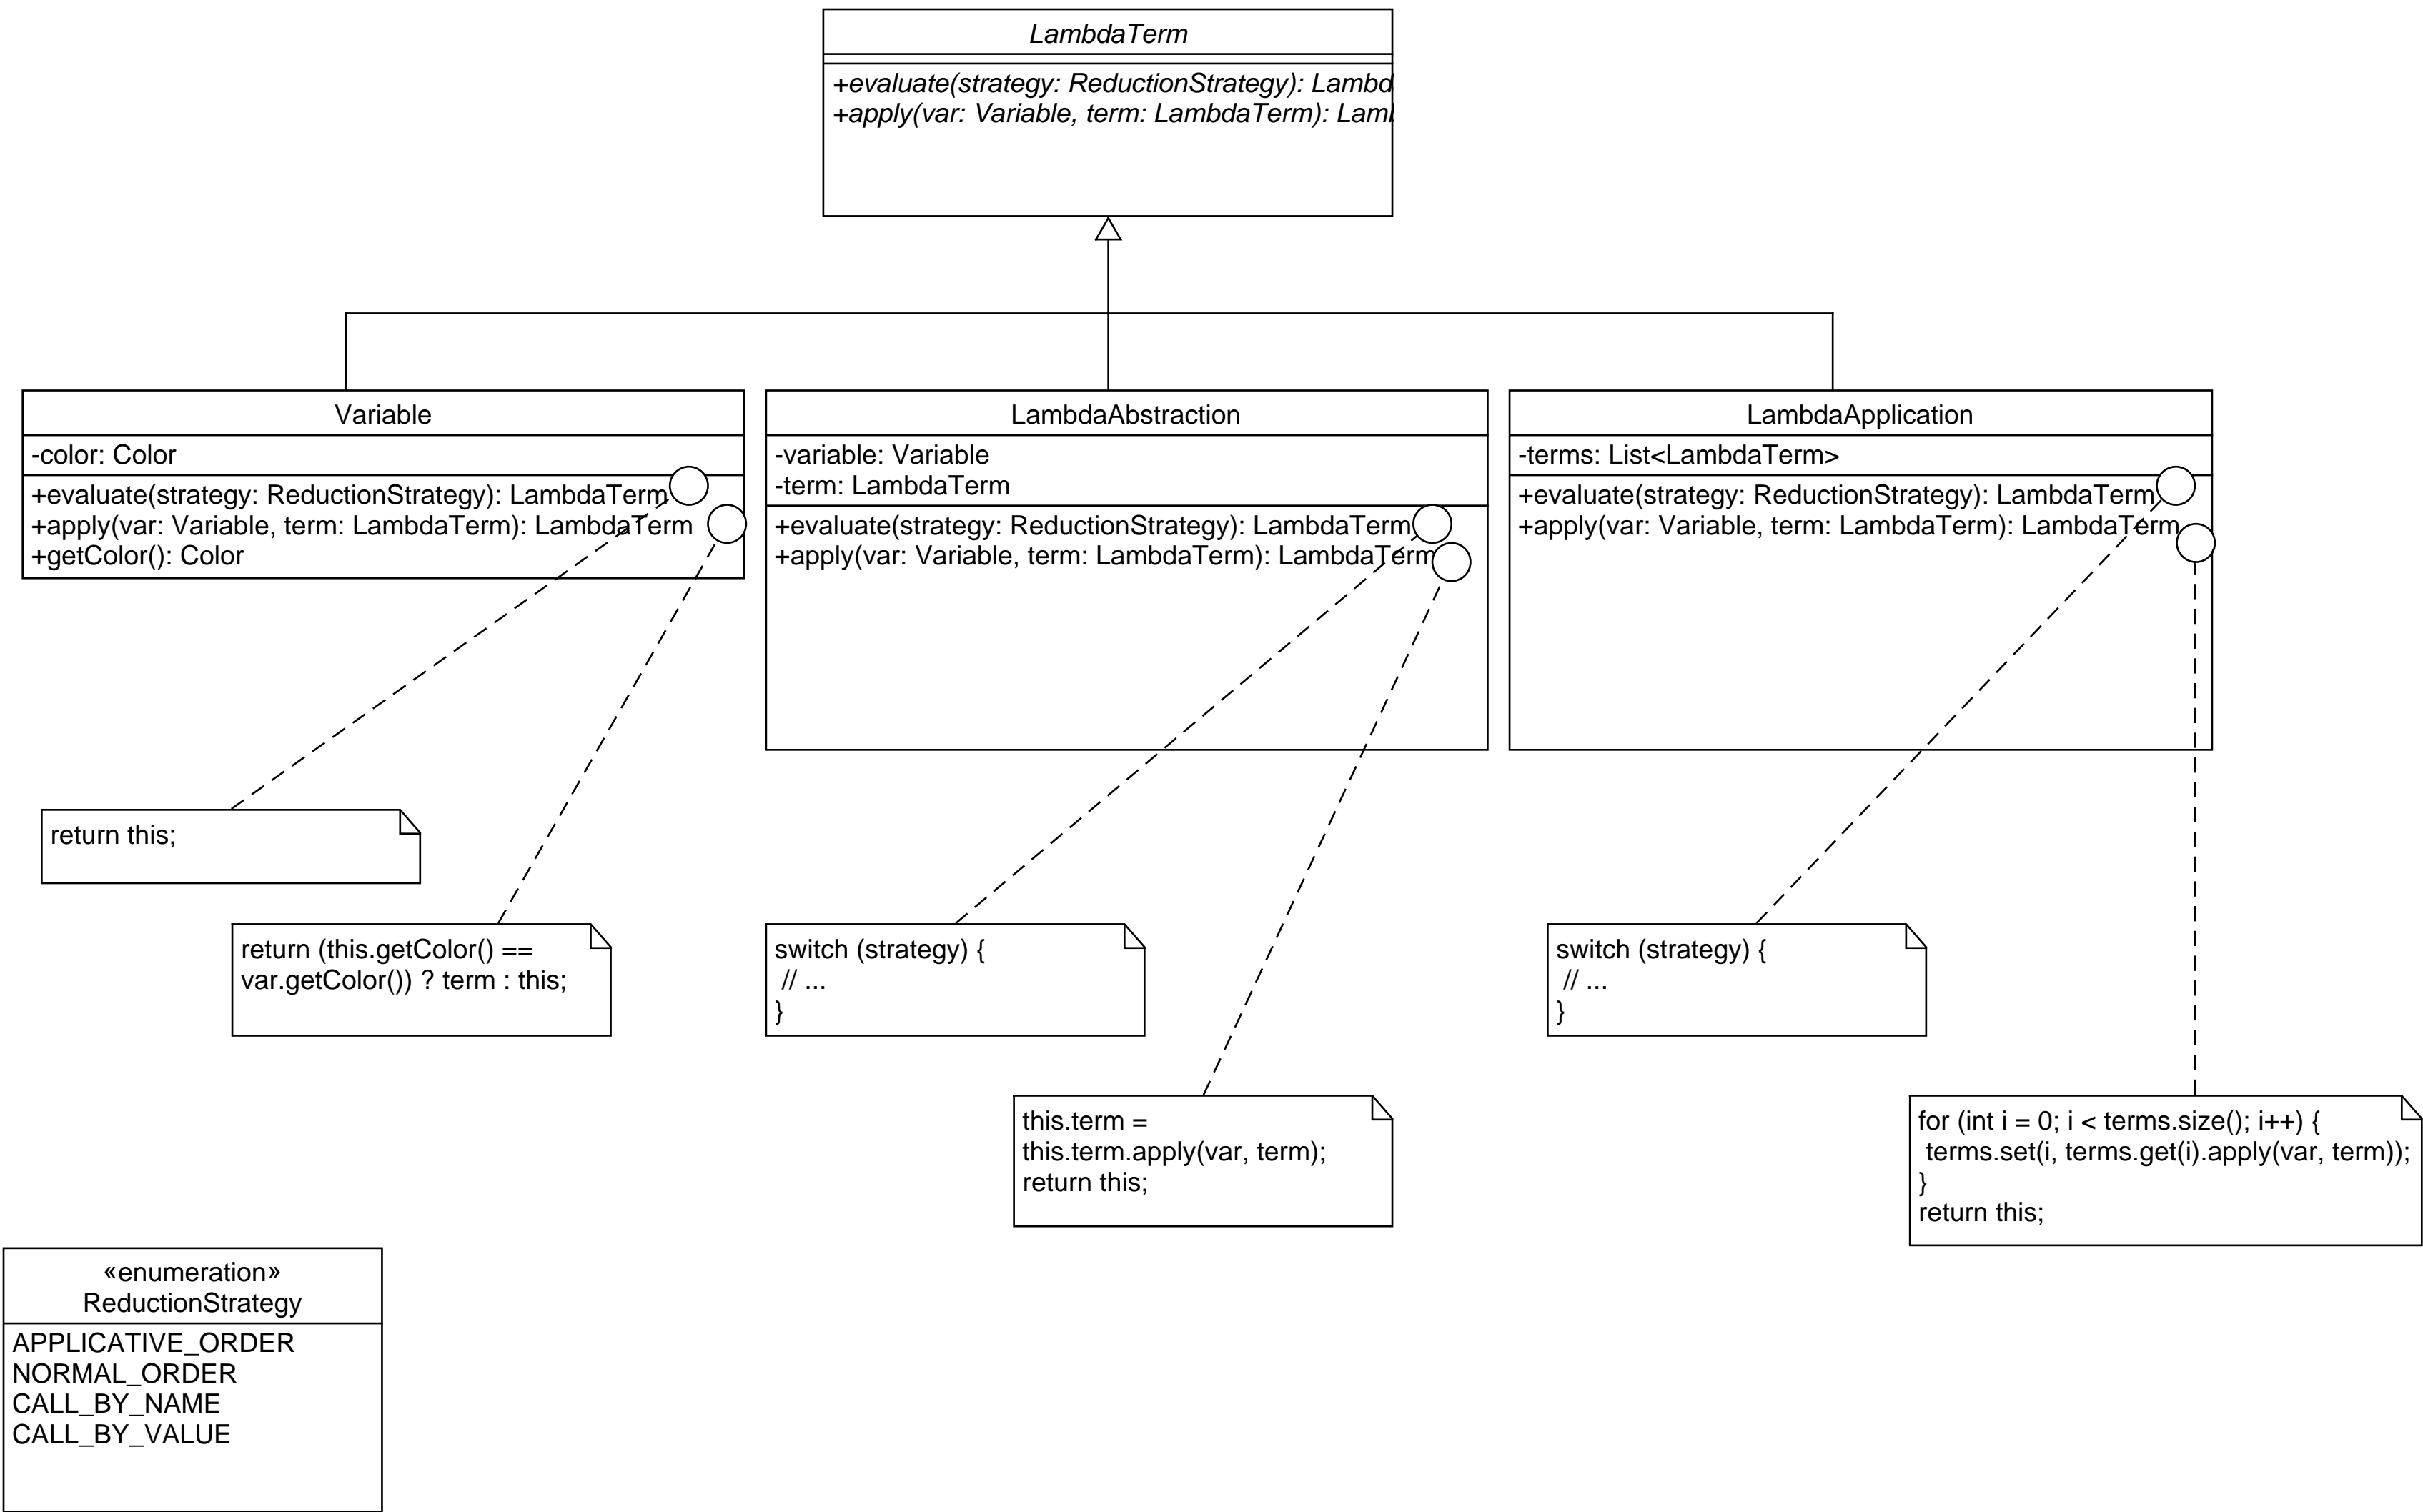 LambdaTerm
+evaluate(strategy: ReductionStrategy): Lambd
+apply(var: Variable, term: LambdaTerm): Lam
Variable
-color: Color
+evaluate(strategy: ReductionStrategy): LambdaTerm
+apply(var: Variable, term: LambdaTerm): LambdaTerm
+getColor(): Color
LambdaAbstraction
-variable: Variable
-term: LambdaTerm
+evaluate(strategy: ReductionStrategy): LambdaTerm
+apply(var: Variable, term: LambdaTerm): LambdaTerm
LambdaApplication
-terms: List<LambdaTerm>
+evaluate(strategy: ReductionStrategy): LambdaTerm
+apply(var: Variable, term: LambdaTerm): LambdaTerm
return this;
return (this.getColor() ==
var.getColor()) ? term : this;
switch (strategy) {
// ...
}
this.term =
this.term.apply(var, term);
return this;
switch (strategy) {
// ...
}
for (int i = 0; i < terms.size(); i++) {
terms.set(i, terms.get(i).apply(var, term));
}
return this;
«enumeration»
ReductionStrategy
APPLICATIVE_ORDER
NORMAL_ORDER
CALL_BY_NAME
CALL_BY_VALUE